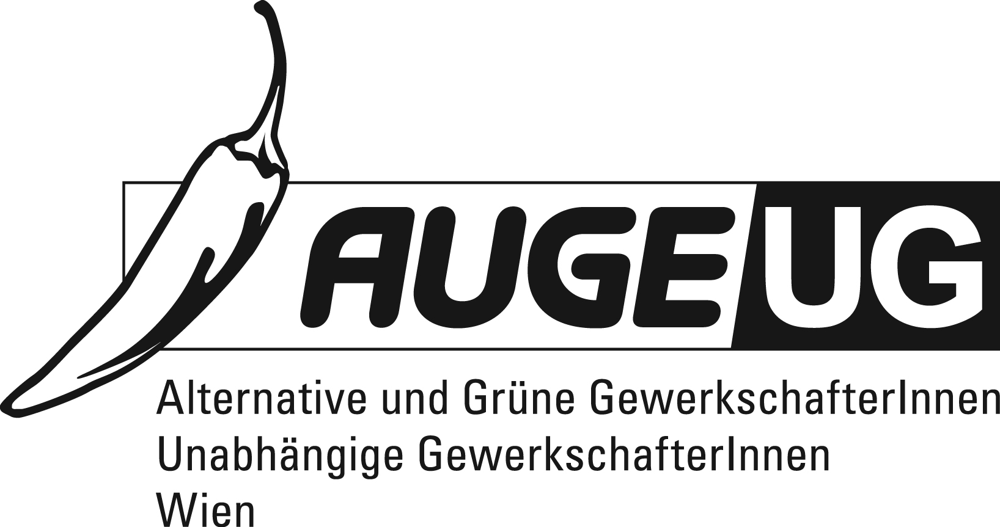 AUGE UG
Alternative und Grüne GewerkschafterInnen
Unabhängige GewerkschafterInnen
Wien